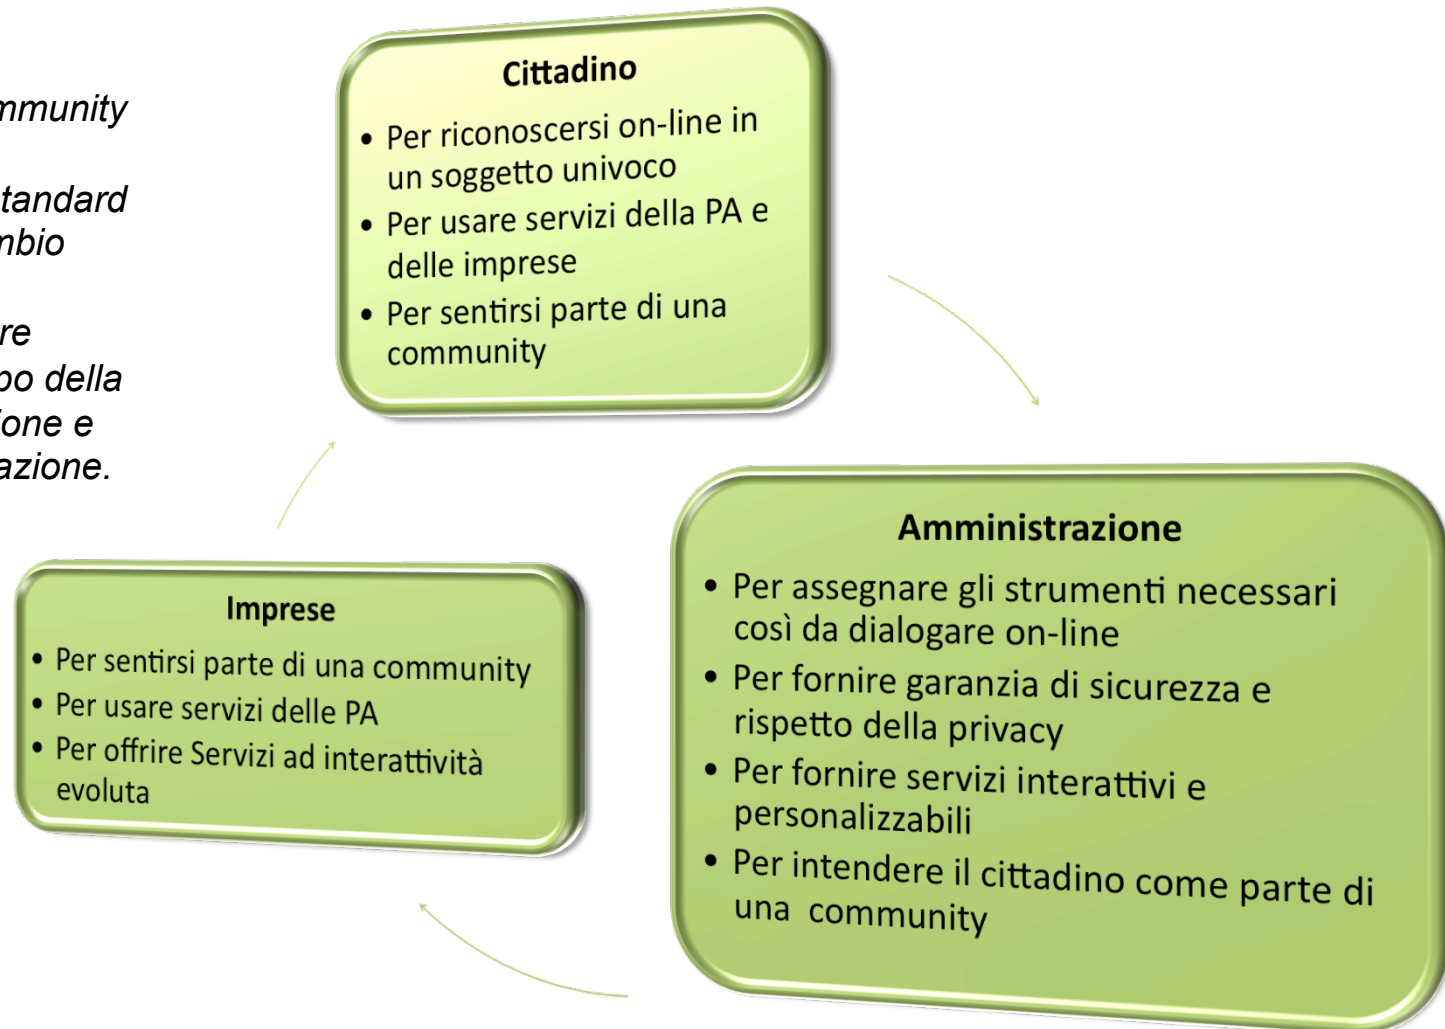 mmunity
standard
mbio
re
po della
ione e
azione.
Cittadino
• Per riconoscersi on-line in
un soggetto univoco
• Per usare servizi della PA e
delle imprese
• Per sentirsi parte di una
community
Imprese
• Per sentirsi parte di una community
• Per usare servizi delle PA
• Per offrire Servizi ad interattività
evoluta
Amministrazione
• Per assegnare gli strumenti necessari
così da dialogare on-line
• Per fornire garanzia di sicurezza e
rispetto della privacy
• Per fornire servizi interattivi e
personalizzabili
• Per intendere il cittadino come parte di
una community